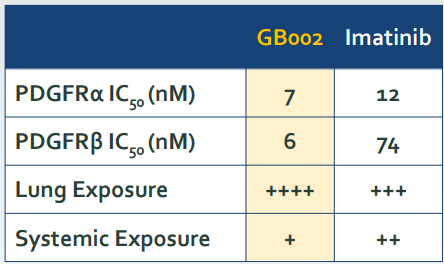 GB002 Imatinib
PDGFRα IC50 (nM) 7 12
PDGFRβ IC50 (nM) 6 74
Lung Exposure ++++ +++
Systemic Exposure + ++